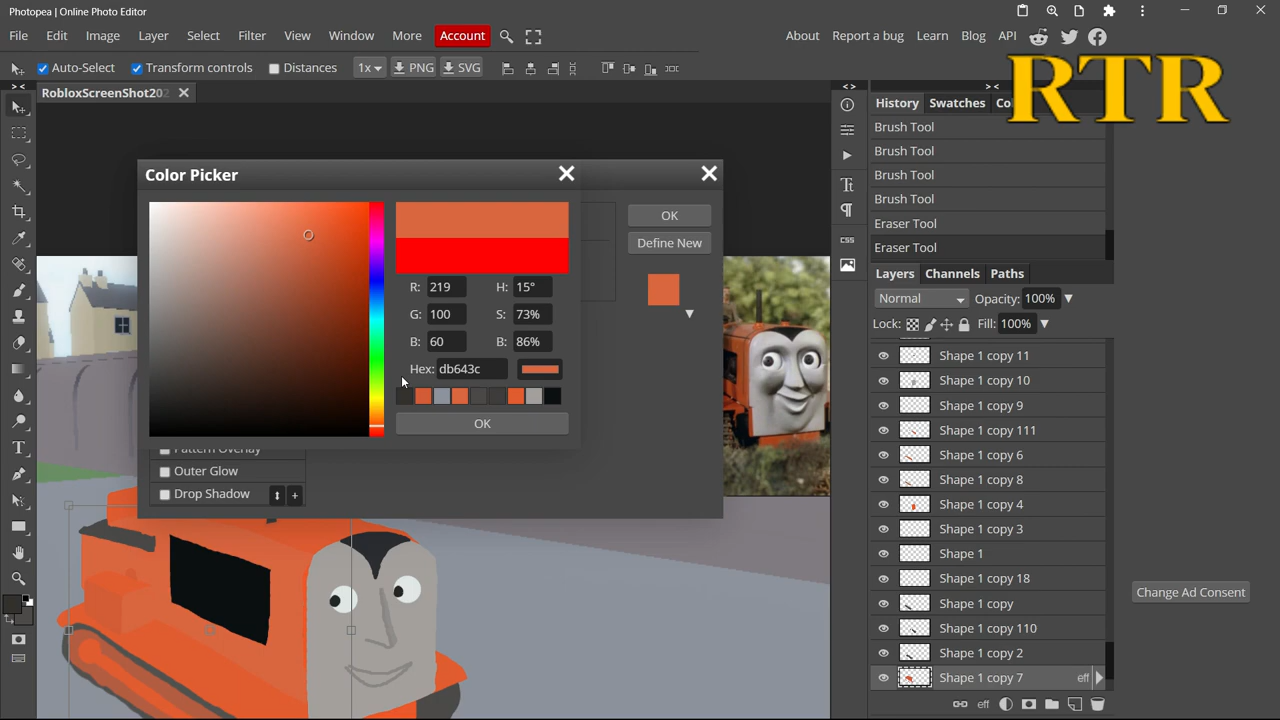 Photopea | Online Photo Editor
File Edit Image Layer Select Filter View Window More Account About Report a bug Learn Blog API
Auto-Select Transform controls Distances 1x PNG SVG
RTR
RobloxScreenShot202
History Swatches
Brush Tool
Brush Tool
Brush Tool
Brush Tool
Eraser Tool
Eraser Tool
Color Picker
OK
Define New
R: 219 H: 15°
G: 100 S: 73%
B: 60 B: 86%
Hex: db643c
OK
Pattern Overlay
Outer Glow
Drop Shadow
Layers Channels Paths
Normal Opacity: 100%
Lock: Fill: 100%
Shape 1 copy 11
Shape 1 copy 10
Shape 1 copy 9
Shape 1 copy 111
Shape 1 copy 6
Shape 1 copy 8
Shape 1 copy 4
Shape 1 copy 3
Shape 1
Shape 1 copy 18
Shape 1 copy
Shape 1 copy 110
Shape 1 copy 2
Shape 1 copy 7 eff
eff
CSS
Change Ad Consent